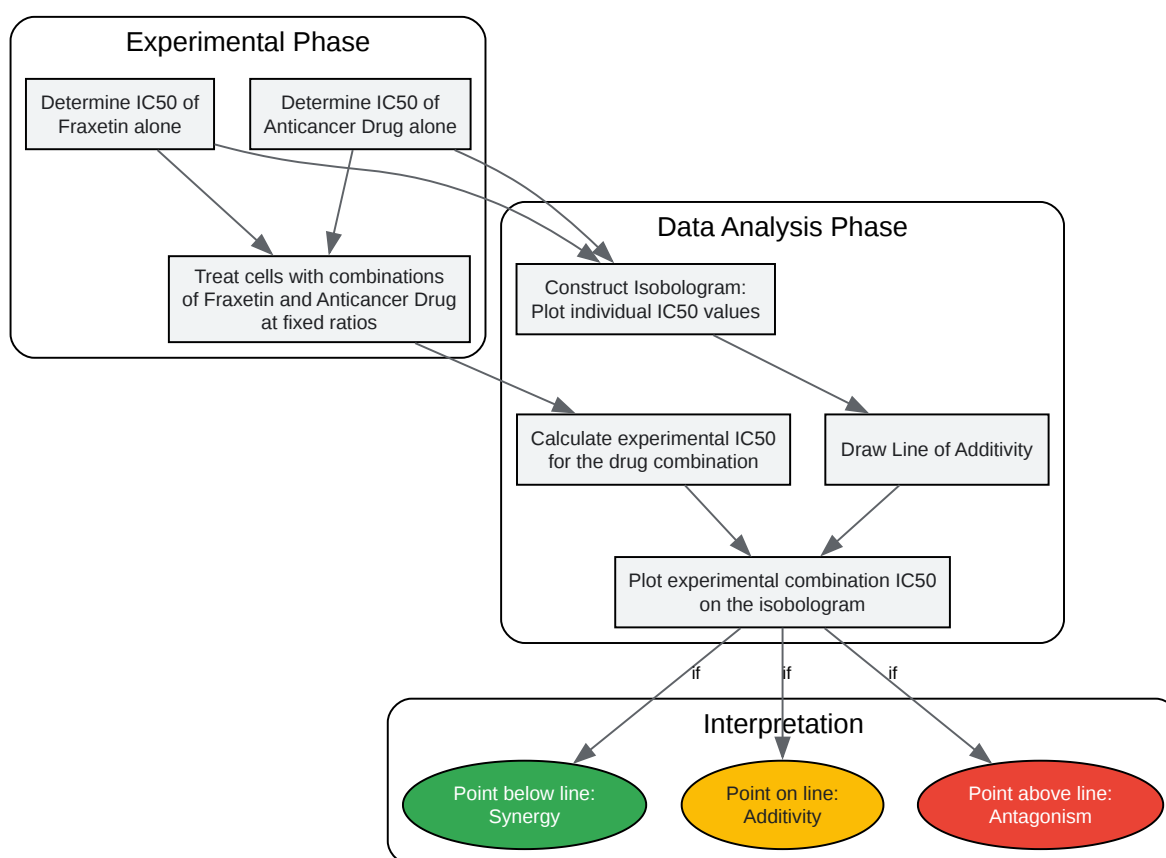 Experimental Phase
Determine IC50 of
Fraxetin alone
Determine IC50 of
Anticancer Drug alone
Treat cells with combinations
of Fraxetin and Anticancer Drug
at fixed ratios
Data Analysis Phase
Construct Isobologram:
Plot individual IC50 values
Calculate experimental IC50
for the drug combination
Draw Line of Additivity
Plot experimental combination IC50
on the isobologram
if
if
if
Interpretation
Point below line:
Synergy
Point on line:
Additivity
Point above line:
Antagonism